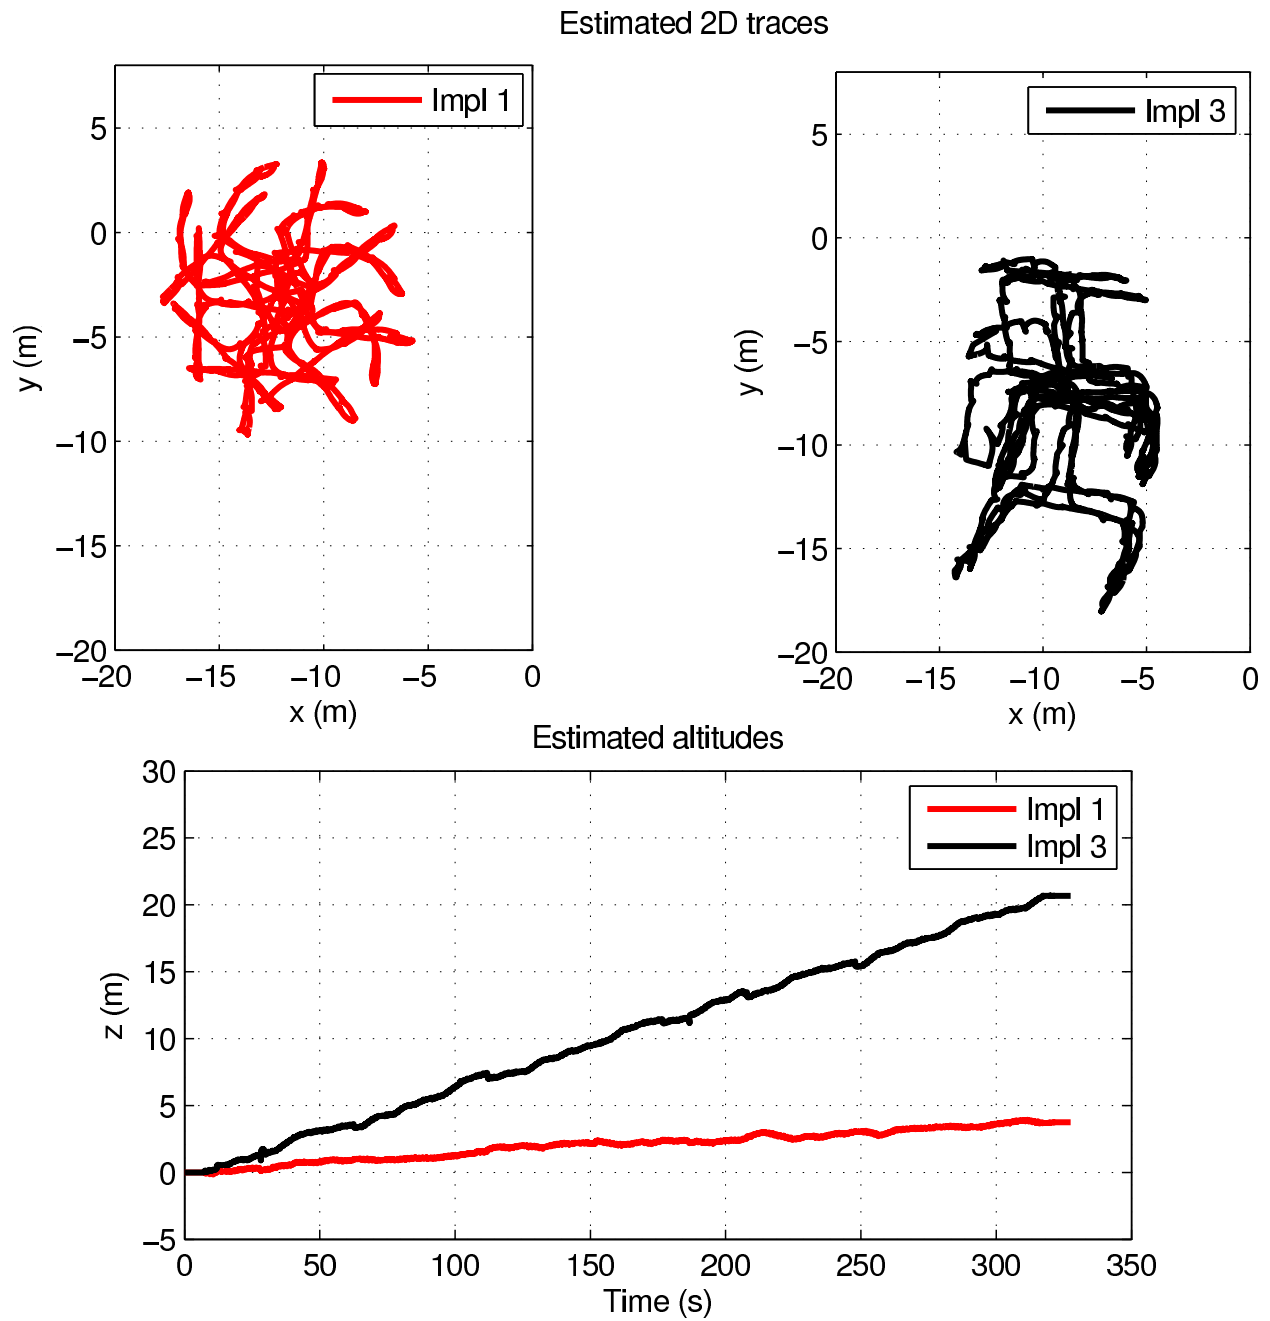 Estimated 2D traces
Impl 1
5
0
−5
−10
−15
−20
−20 −15 −10 −5 0
x (m)
y (m)
Impl 3
5
0
−5
−10
−15
−20
−20 −15 −10 −5 0
x (m)
y (m)
Estimated altitudes
Impl 1
Impl 3
30
25
20
15
10
5
0
−5
0 50 100 150 200 250 300 350
Time (s)
z (m)